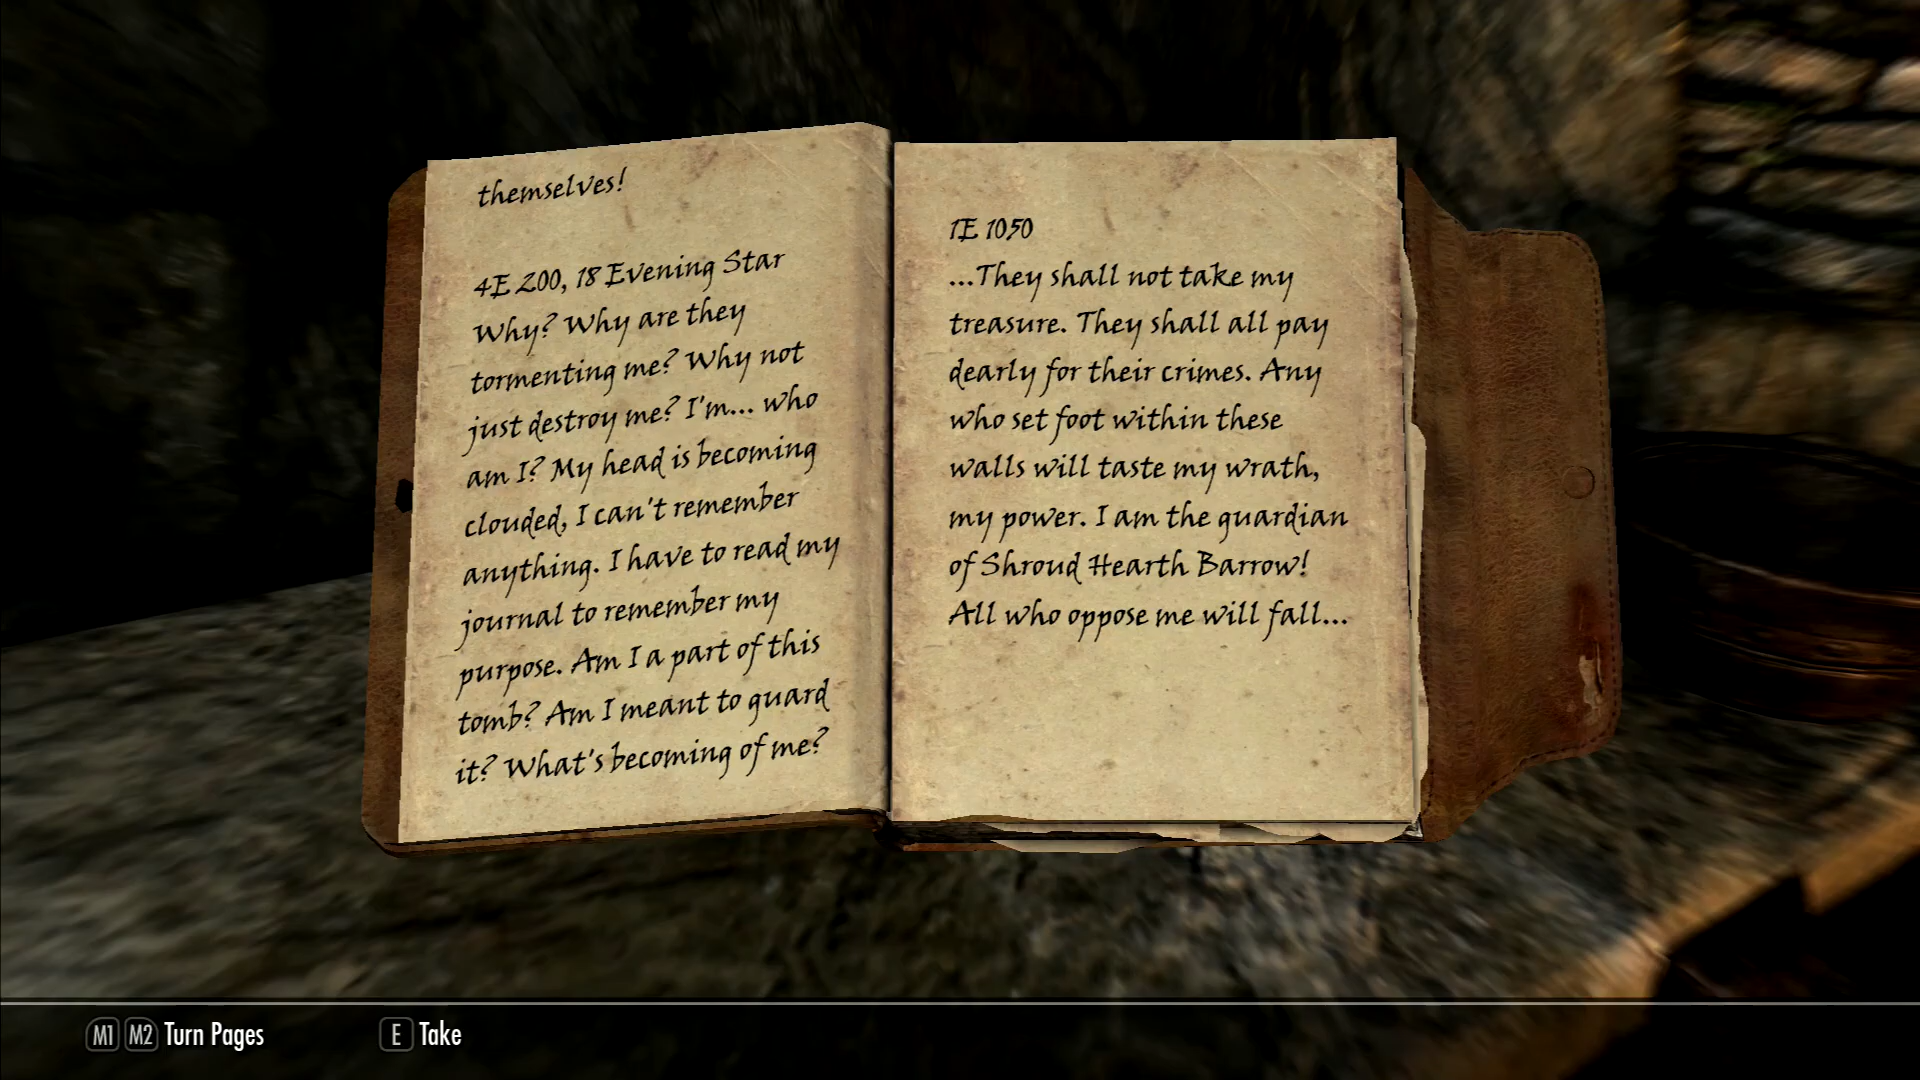 themselves!
4E 200, 18 Evening Star
Why? Why are they
tormenting me? Why not
just destroy me? I'm... who
am I? My head is becoming
clouded, I can't remember
anything. I have to read my
journal to remember my
purpose. Am I a part of this
tomb? Am I meant to guard
it? What's becoming of me?
1E 1050
...They shall not take my
treasure. They shall all pay
dearly for their crimes. Any
who set foot within these
walls will taste my wrath,
my power. I am the guardian
of Shroud Hearth Barrow!
All who oppose me will fall...
M1 M2 Turn Pages
E Take